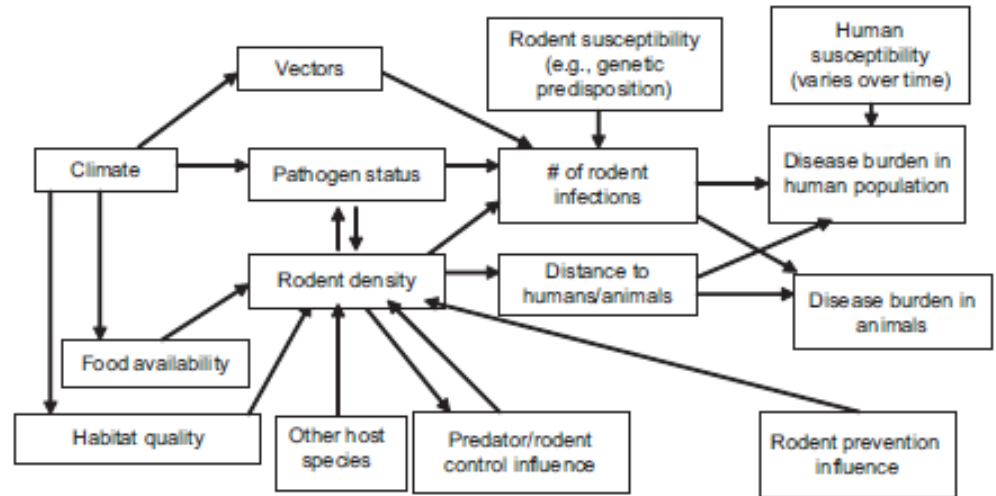 Rodent susceptibility
(e.g., genetic
predisposition)
Human
susceptibility
(varies over time)
Vectors
Climate
Pathogen status
# of rodent
infections
Disease burden in
human population
Rodent density
Distance to
humans/animals
Disease burden in
animals
Food availability
Habitat quality
Other host
species
Predator/rodent
control influence
Rodent prevention
influence